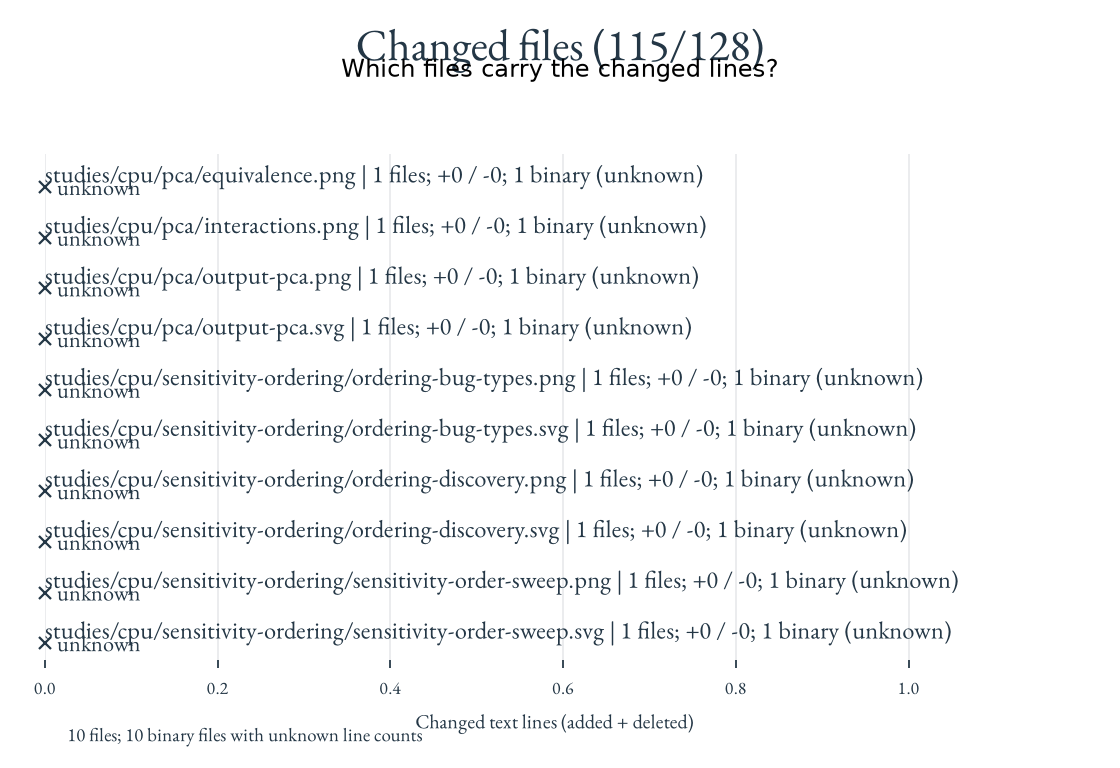 Changed files (115/128)
Which files carry the changed lines?
studies/cpu/pca/equivalence.png | 1 files; +0 / -0; 1 binary (unknown)
unknown
studies/cpu/pca/interactions.png | 1 files; +0 / -0; 1 binary (unknown)
unknown
studies/cpu/pca/output-pca.png | 1 files; +0 / -0; 1 binary (unknown)
unknown
studies/cpu/pca/output-pca.svg | 1 files; +0 / -0; 1 binary (unknown)
unknown
studies/cpu/sensitivity-ordering/ordering-bug-types.png | 1 files; +0 / -0; 1 binary (unknown)
unknown
studies/cpu/sensitivity-ordering/ordering-bug-types.svg | 1 files; +0 / -0; 1 binary (unknown)
unknown
studies/cpu/sensitivity-ordering/ordering-discovery.png | 1 files; +0 / -0; 1 binary (unknown)
unknown
studies/cpu/sensitivity-ordering/ordering-discovery.svg | 1 files; +0 / -0; 1 binary (unknown)
unknown
studies/cpu/sensitivity-ordering/sensitivity-order-sweep.png | 1 files; +0 / -0; 1 binary (unknown)
unknown
studies/cpu/sensitivity-ordering/sensitivity-order-sweep.svg | 1 files; +0 / -0; 1 binary (unknown)
unknown
0.0 0.2 0.4 0.6 0.8 1.0
Changed text lines (added + deleted)
10 files; 10 binary files with unknown line counts